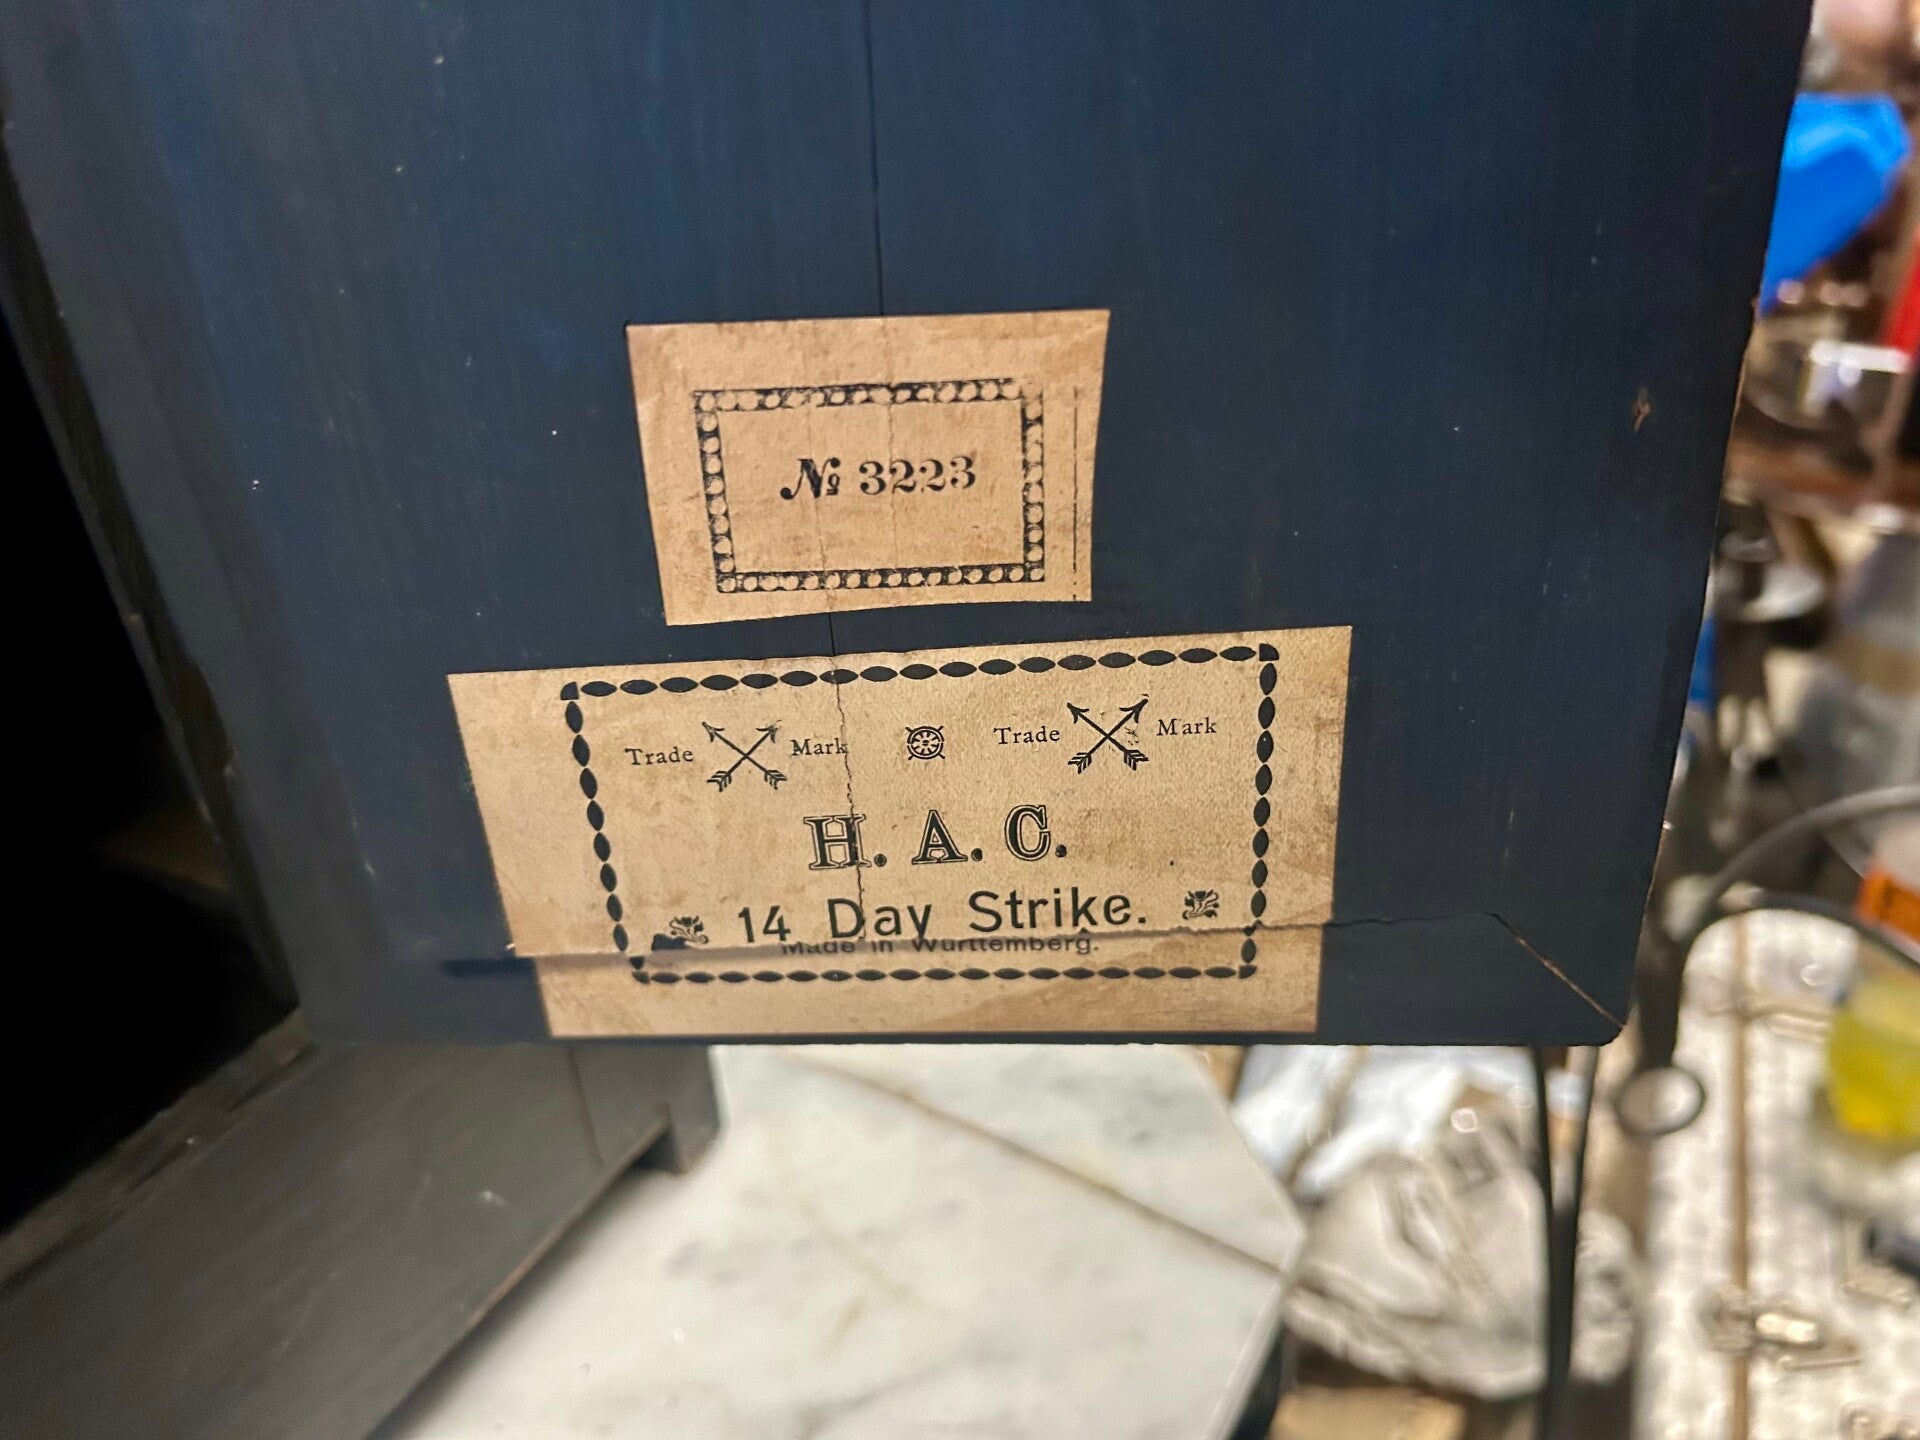 № 3223
Trade Mark Trade Mark
H. A. C.
14 Day Strike.
Made in Württemberg.